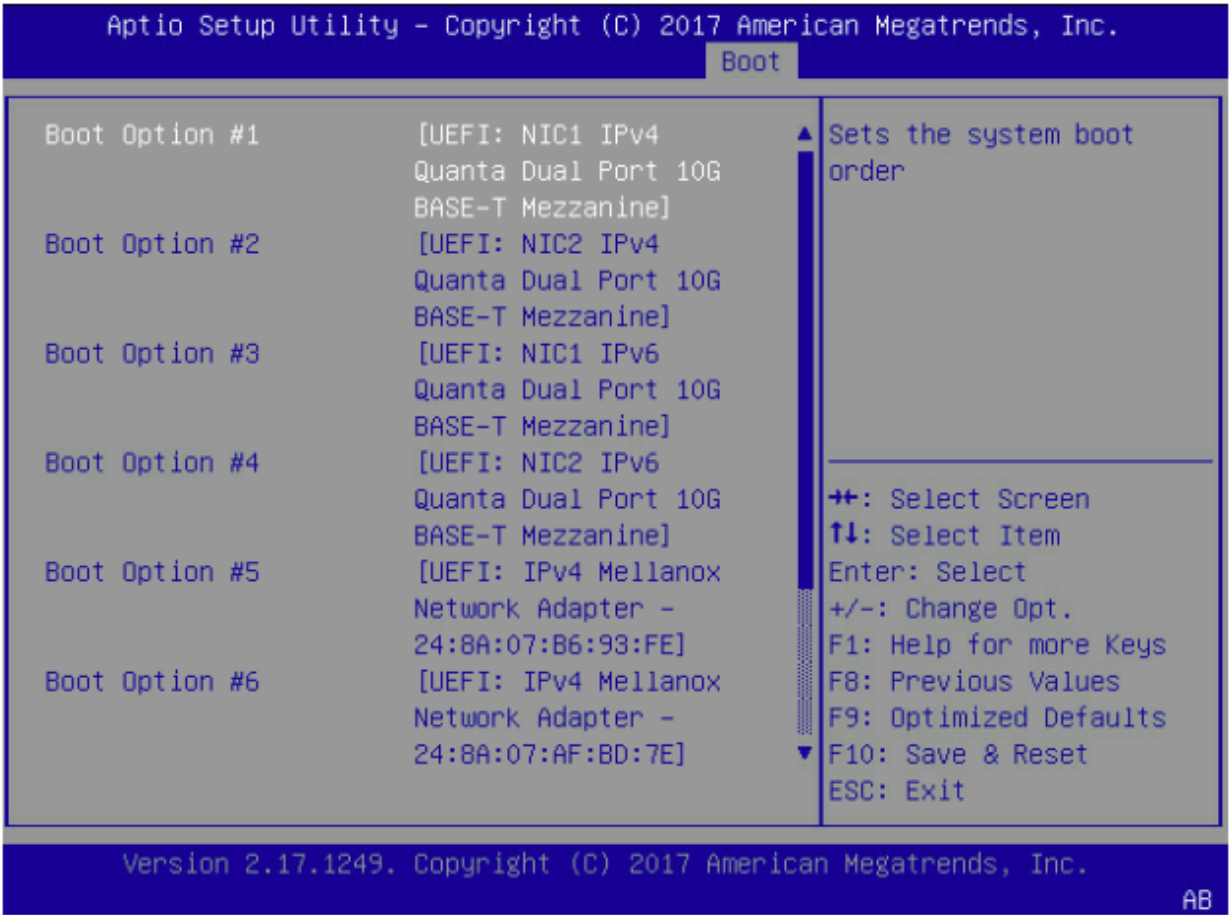 Aptio Setup Utility – Copyright (C) 2017 American Megatrends, Inc.
Boot
Boot Option #1 [UEFI: NIC1 IPv4
Quanta Dual Port 10G
BASE-T Mezzanine]
Boot Option #2 [UEFI: NIC2 IPv4
Quanta Dual Port 10G
BASE-T Mezzanine]
Boot Option #3 [UEFI: NIC1 IPv6
Quanta Dual Port 10G
BASE-T Mezzanine]
Boot Option #4 [UEFI: NIC2 IPv6
Quanta Dual Port 10G
BASE-T Mezzanine]
Boot Option #5 [UEFI: IPv4 Mellanox
Network Adapter –
24:8A:07:B6:93:FE]
Boot Option #6 [UEFI: IPv4 Mellanox
Network Adapter –
24:8A:07:AF:BD:7E]
Sets the system boot
order
→←: Select Screen
↑↓: Select Item
Enter: Select
+/-: Change Opt.
F1: Help for more Keys
F8: Previous Values
F9: Optimized Defaults
F10: Save & Reset
ESC: Exit
Version 2.17.1249. Copyright (C) 2017 American Megatrends, Inc.
AB